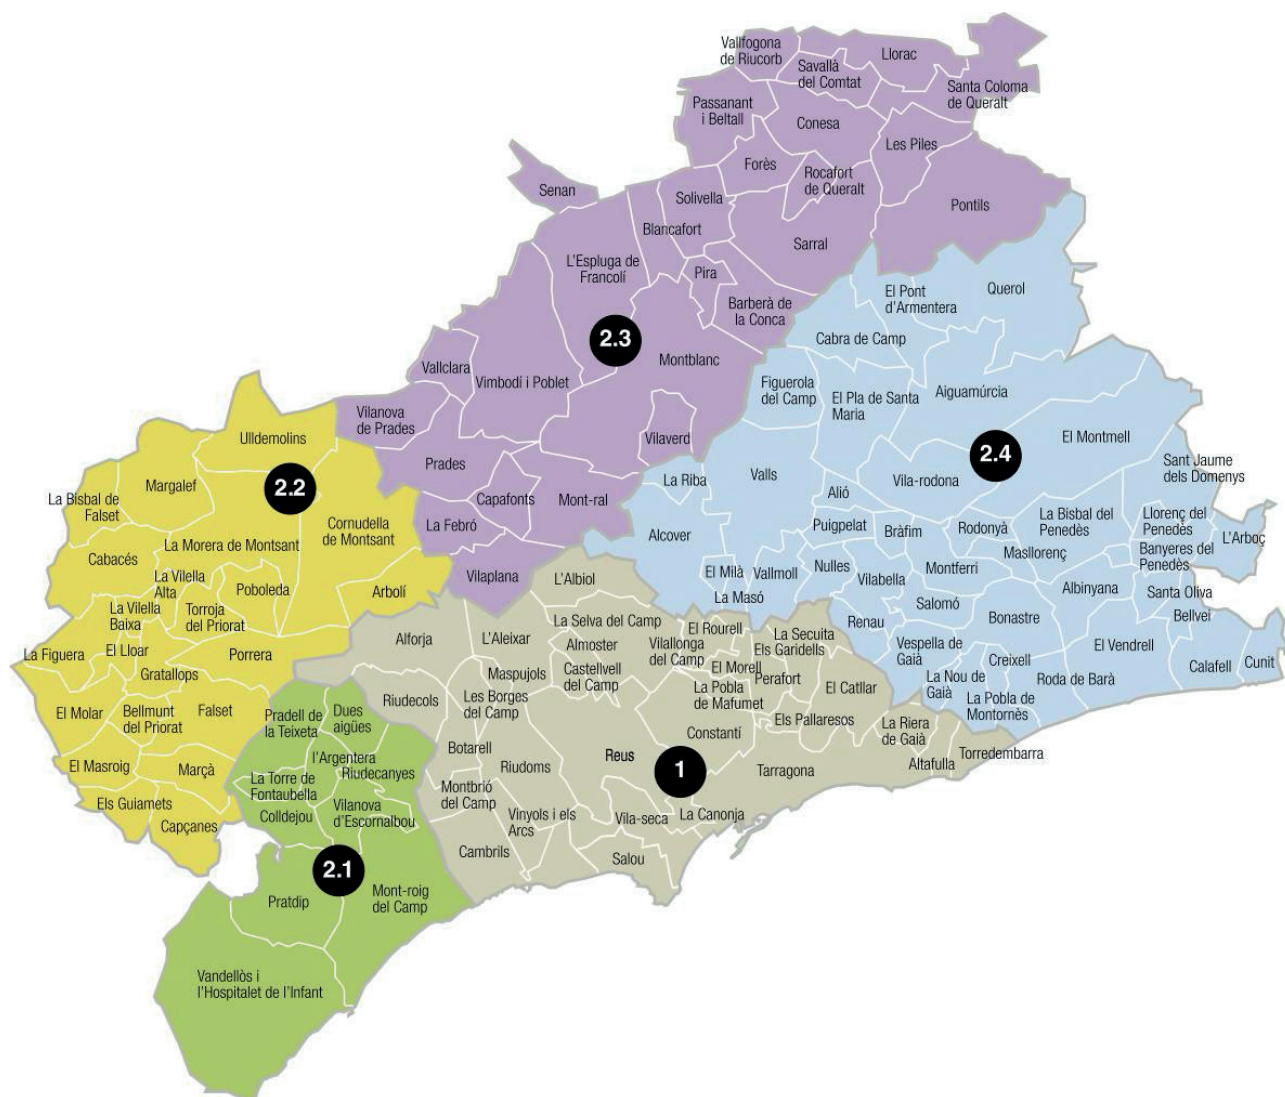 Vallfogona
de Riucorb
Llorac
Savallà
del Comtat
Santa Coloma
de Queralt
Passanant
i Beltall
Conesa
Les Piles
Forès
Rocafort
de Queralt
Senan
Solivella
Pontils
Blancafort
Sarral
L'Espluga de
Francolí
Pira
Barberà de
la Conca
2.3
Montblanc
Vallclara
Vimbodí i Poblet
Vilanova
de Prades
Vilaverd
Prades
Capafonts
Mont-ral
La Febró
Vilaplana
El Pont
d'Armentera
Querol
Cabra de Camp
Figuerola
del Camp
El Pla de Santa
Maria
Aiguamúrcia
El Montmell
2.4
Sant Jaume
dels Domenys
La Riba
Valls
Vila-rodona
Alió
Alcover
Puigpelat
Bràfim
Rodonyà
La Bisbal del
Penedès
Llorenç del
Penedès
L'Arboç
Masllorenç
Banyeres del
Penedès
El Milà
Vallmoll
Nulles
Vilabella
Montferri
Albinyana
Santa Oliva
La Masó
Salomó
Bonastre
Bellvei
Renau
Vespella de
Gaià
El Vendrell
Creixell
Calafell
Cunit
La Nou de
Gaià
Roda de Barà
La Pobla de
Montornès
Ulldemolins
2.2
Margalef
La Bisbal de
Falset
Cornudella
de Montsant
Cabacés
La Morera de Montsant
La Vilella
Alta
Poboleda
Arbolí
La Vilella
Baixa
Torroja
del Priorat
La Figuera
El Lloar
Porrera
Gratallops
El Molar
Bellmunt
del Priorat
Falset
El Masroig
Marçà
Els Guiamets
Capçanes
L'Albiol
Alforja
L'Aleixar
La Selva del Camp
Almoster
Vilallonga
del Camp
El Rourell
La Secuita
Els Garidells
Maspujols
Castellvell
del Camp
El Morell
Perafort
Riudecols
Les Borges
del Camp
La Pobla
de Mafumet
El Catllar
Els Pallaresos
La Riera
de Gaià
Botarell
Reus
Constantí
Torredembarra
Altafulla
Riudoms
1
Tarragona
Montbrió
del Camp
Vinyols i els
Arcs
Vila-seca
La Canonja
Cambrils
Salou
Pradell de
la Teixeta
Dues
aigües
l'Argentera
Riudecanyes
La Torre de
Fontaubella
Colldejou
Vilanova
d'Escornalbou
2.1
Pratdip
Mont-roig
del Camp
Vandellòs i
l'Hospitalet de l'Infant